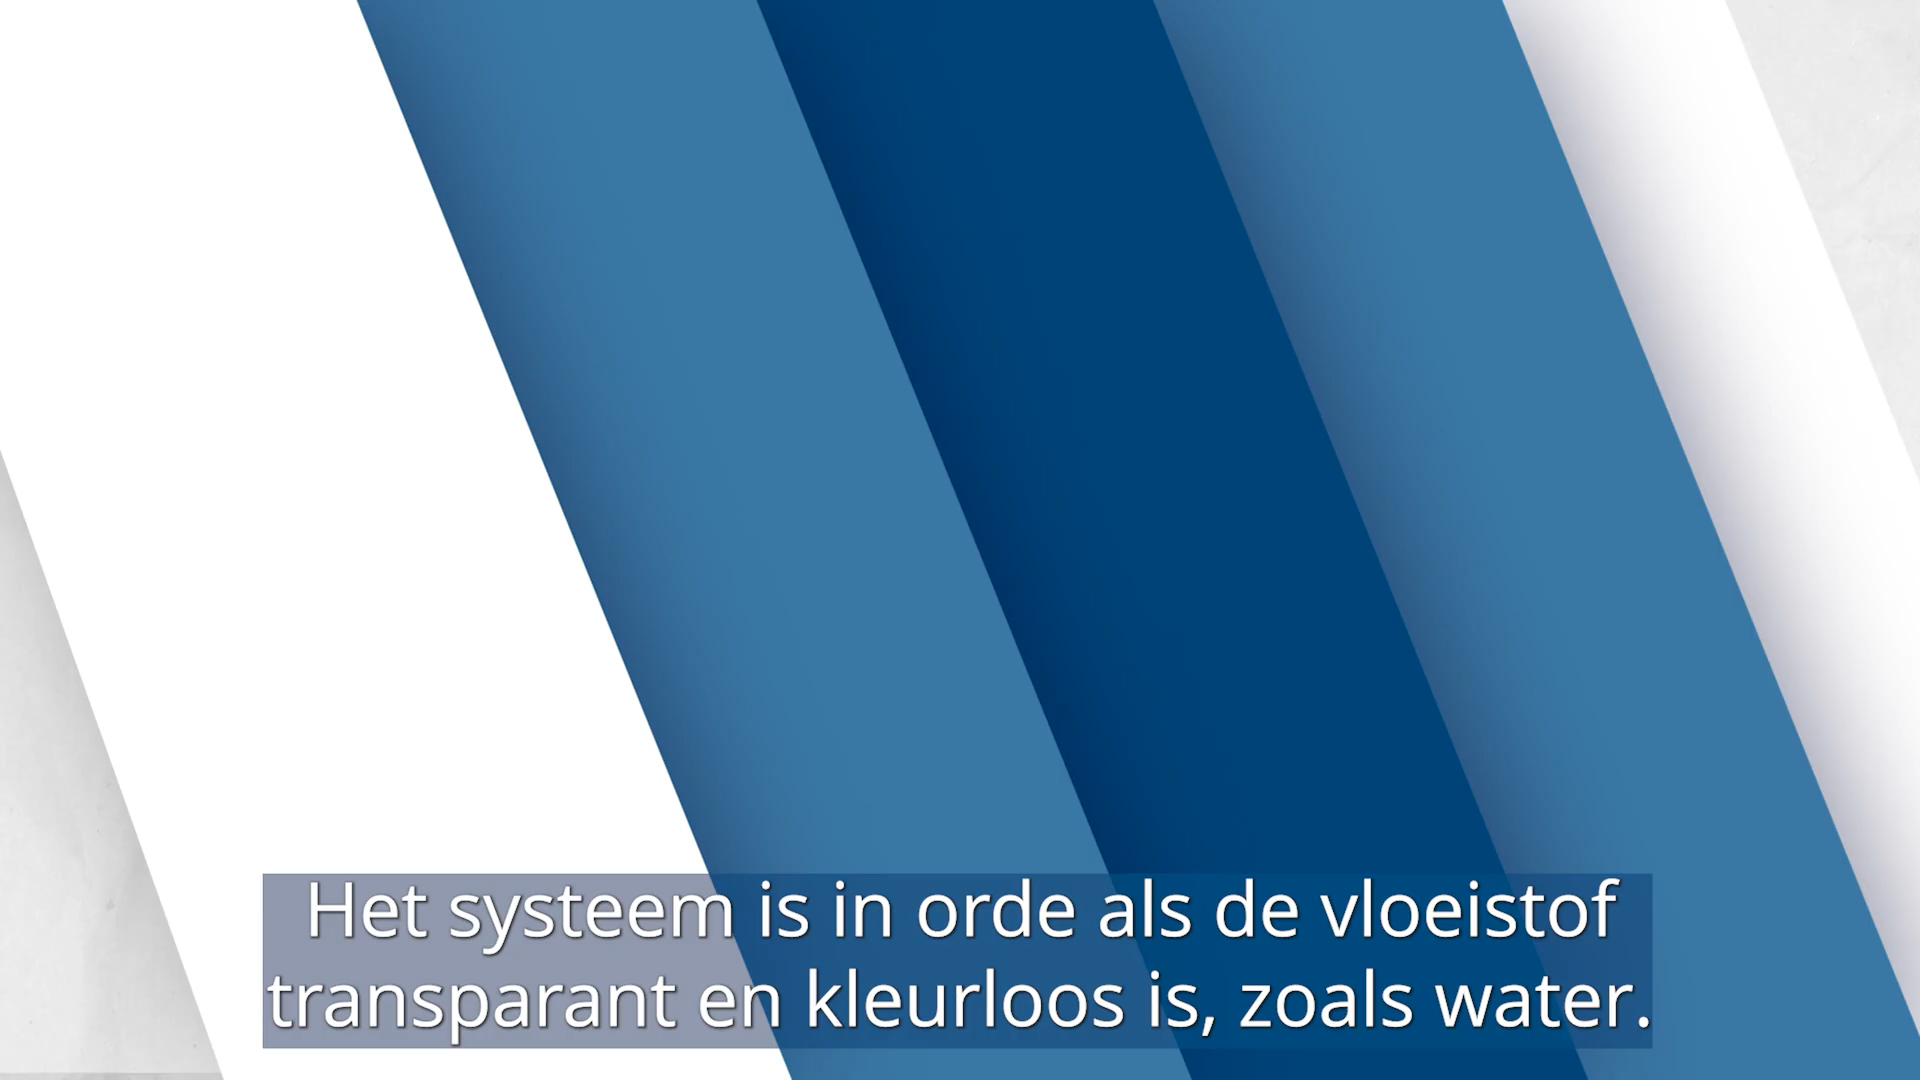 Het systeem is in orde als de vloeistof
transparant en kleurloos is, zoals water.